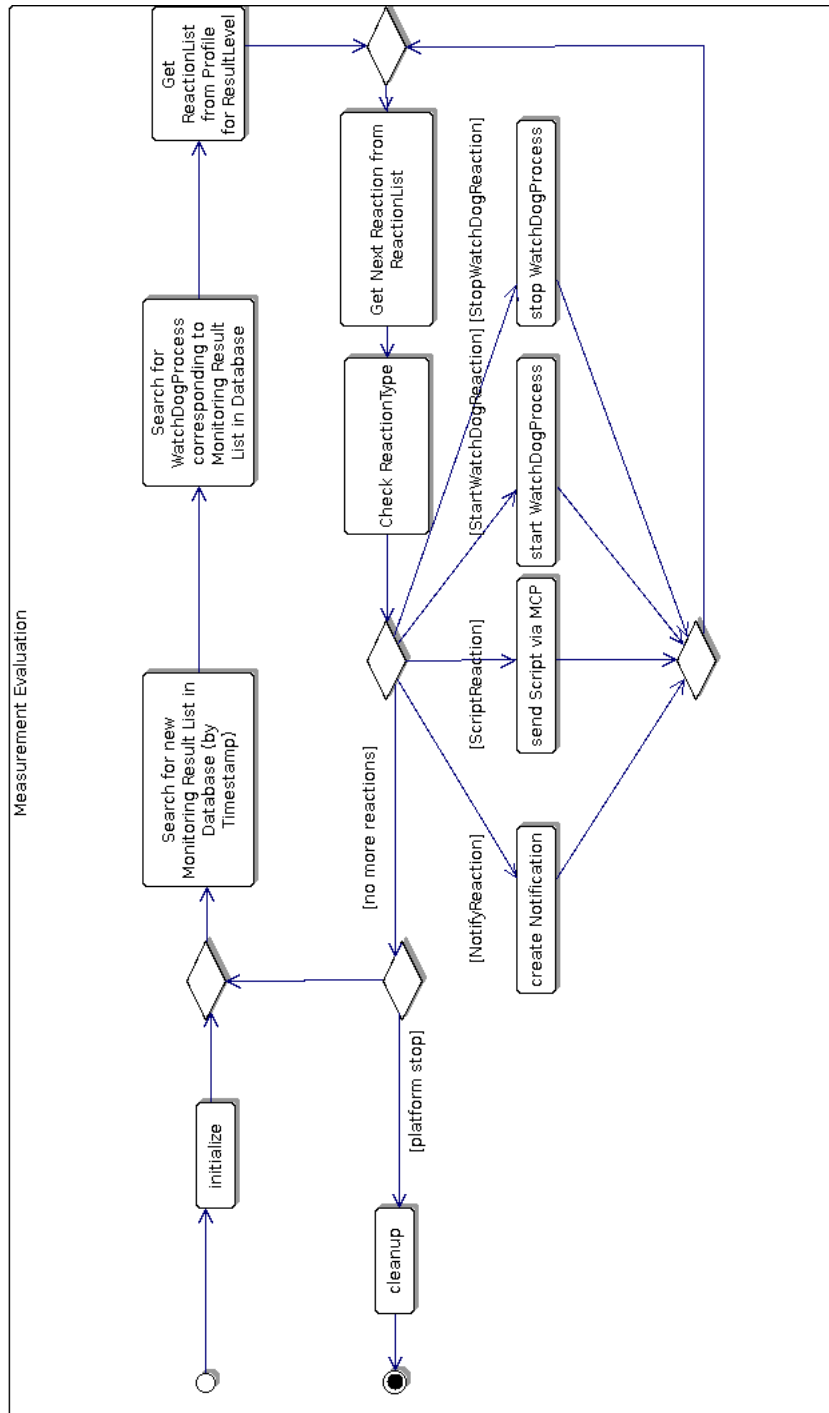 Measurement Evaluation
initialize
Search for new
Monitoring Result List in
Database (by
Timestamp)
Search for
WatchDogProcess
corresponding to
Monitoring Result
List in Database
Get
ReactionList
from Profile
for ResultLevel
Get Next Reaction from
ReactionList
Check ReactionType
[no more reactions]
[platform stop]
cleanup
[NotifyReaction]
[ScriptReaction]
[StartWatchDogReaction]
[StopWatchDogReaction]
create Notification
send Script via MCP
start WatchDogProcess
stop WatchDogProcess